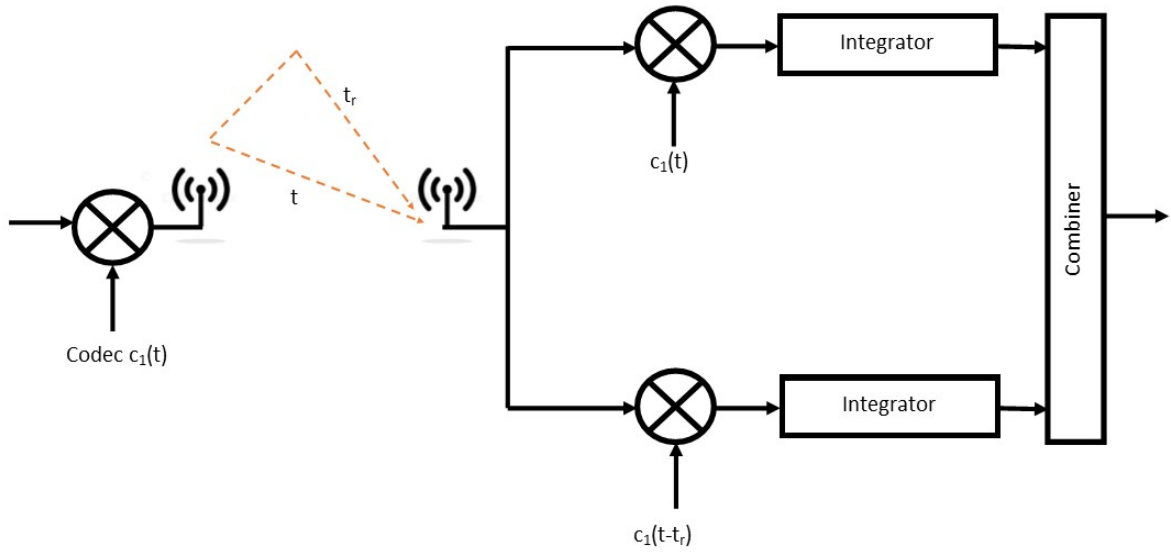 Integrator
t_r
c_1(t)
t
Combiner
Codec c_1(t)
Integrator
c_1(t-t_r)